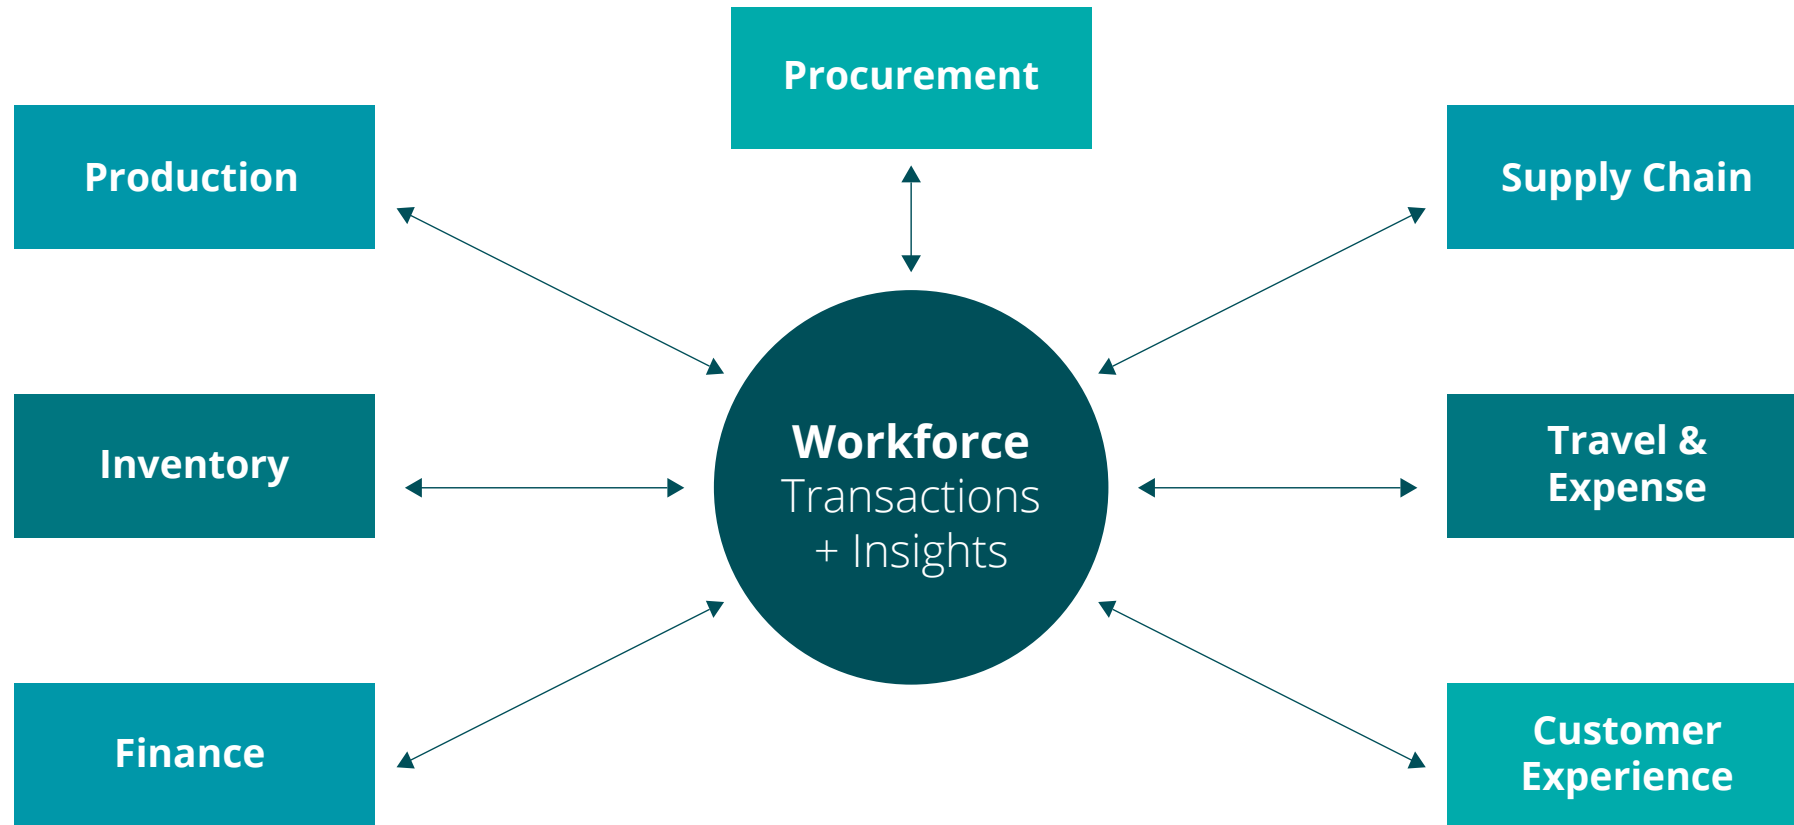 Procurement
Production
Supply Chain
Workforce
Transactions
+ Insights
Inventory
Travel &
Expense
Finance
Customer
Experience